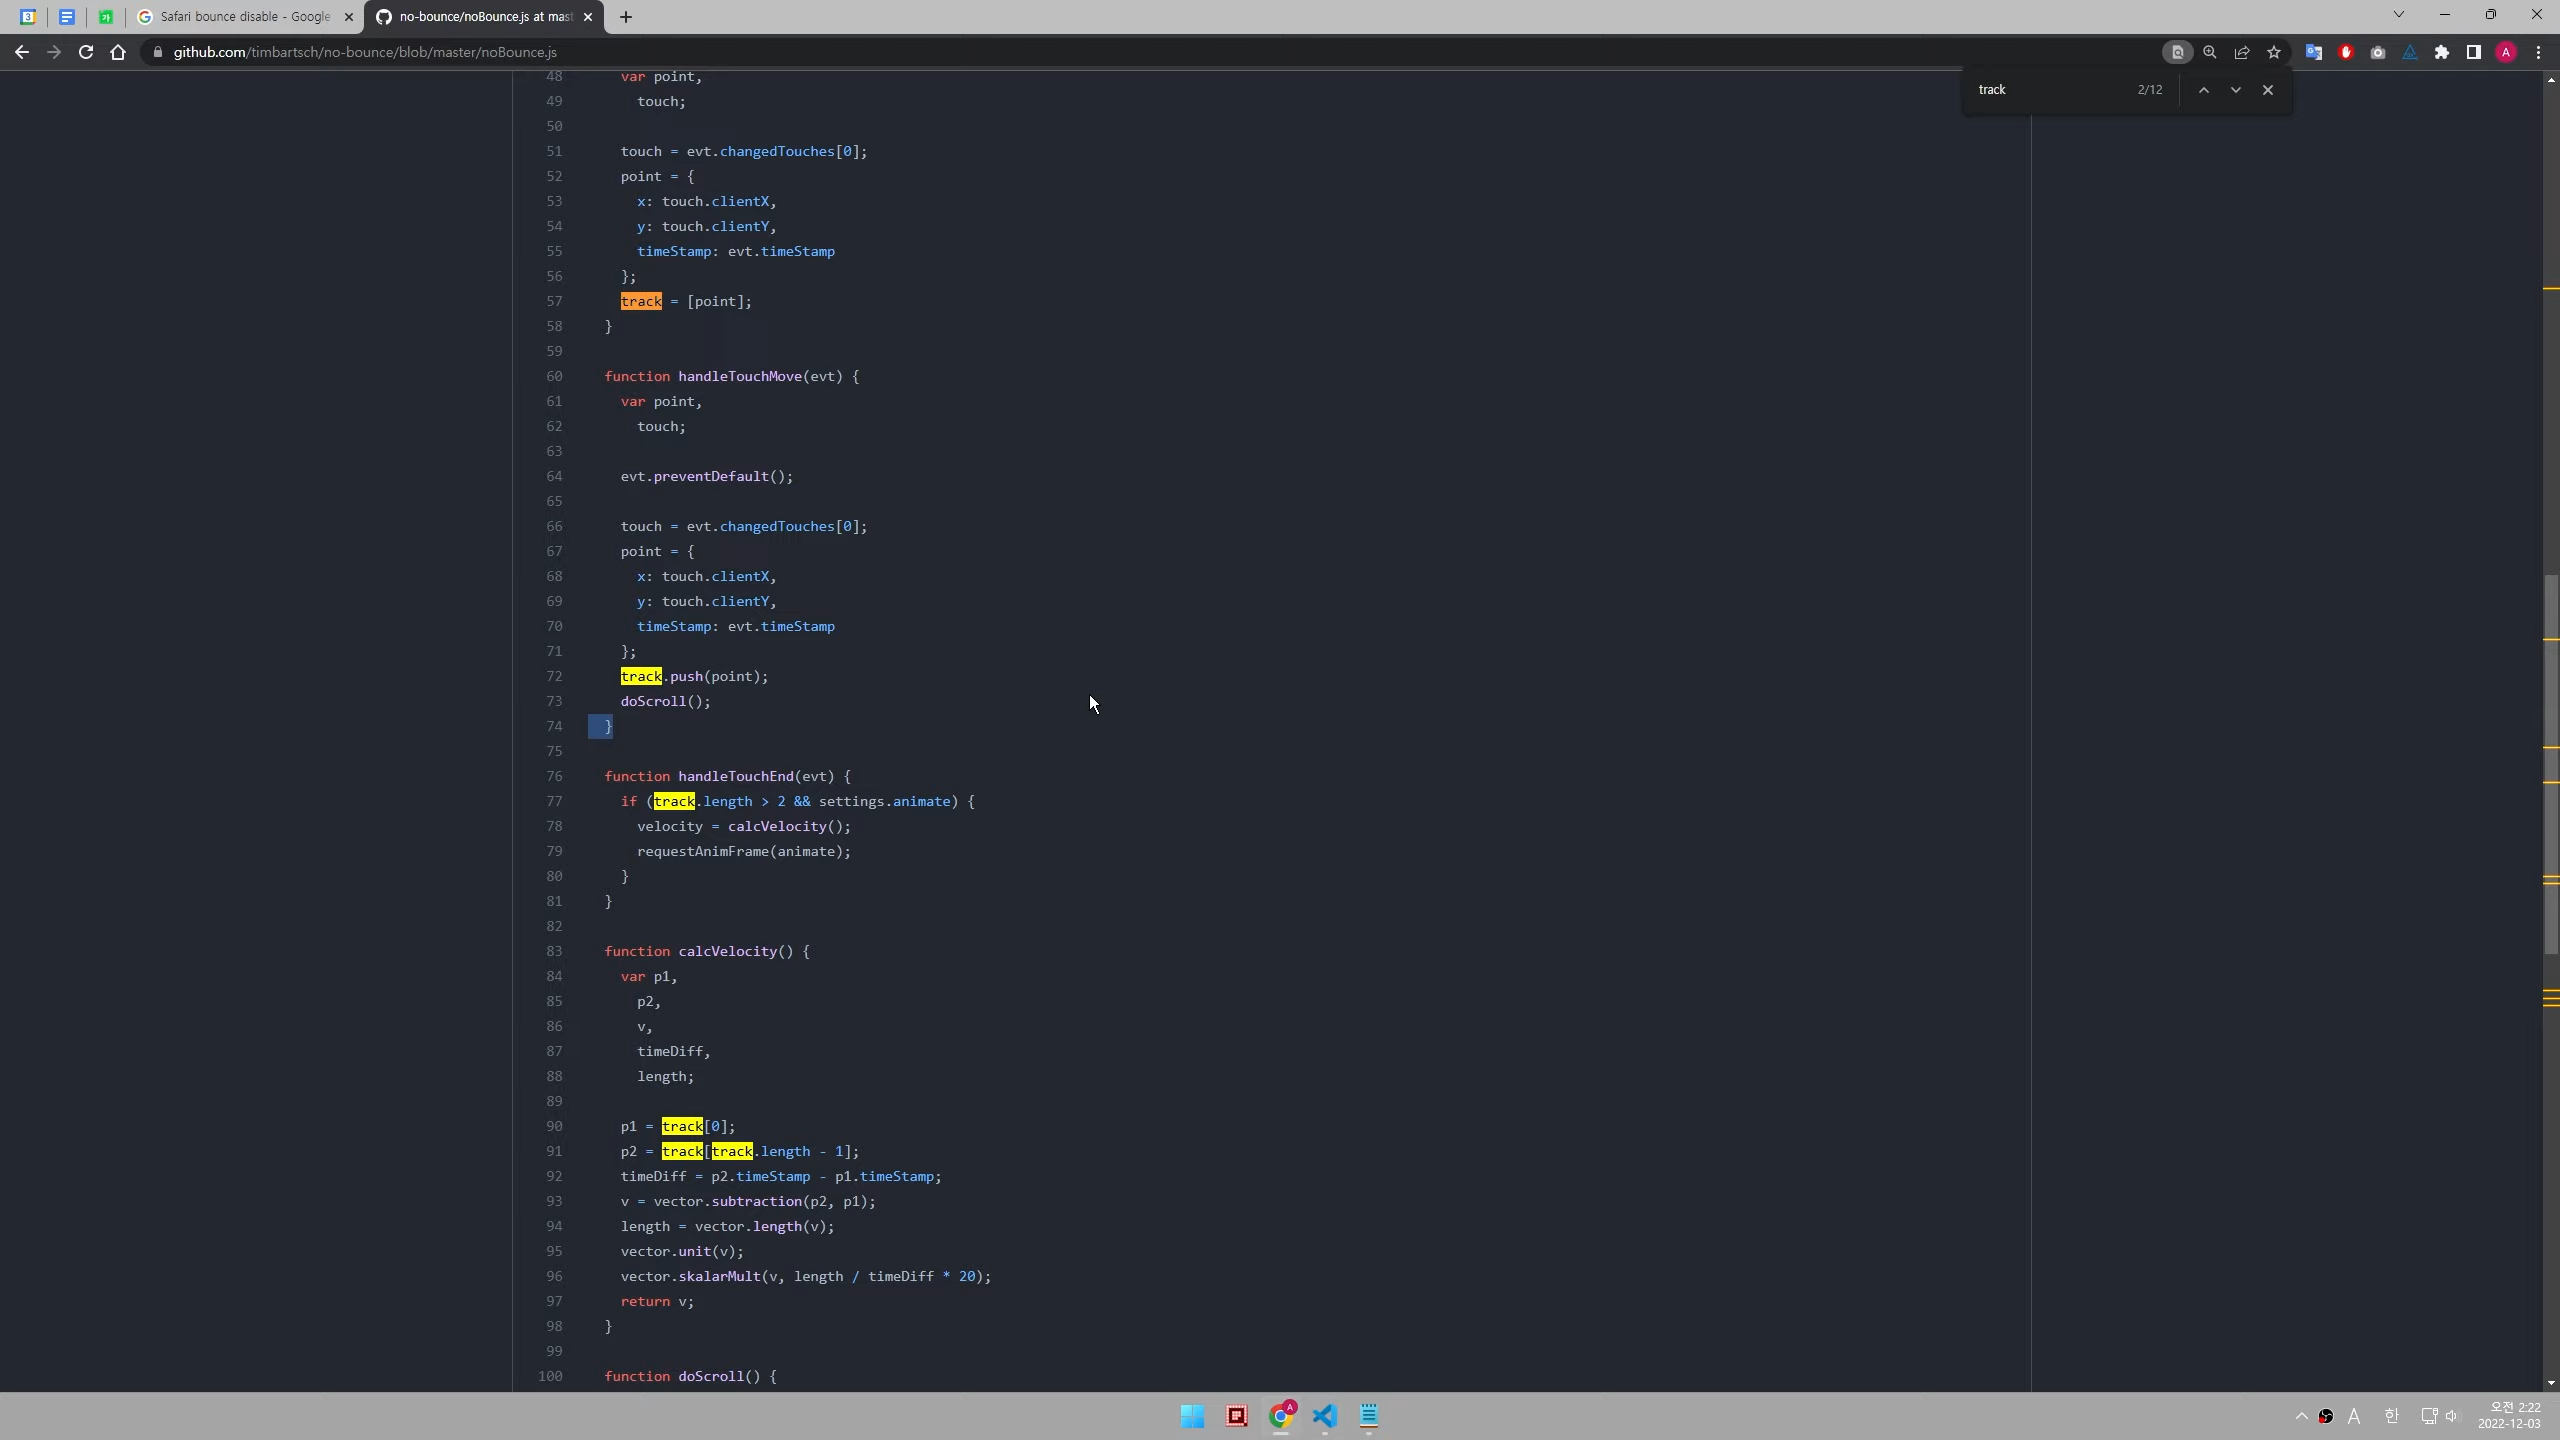 Safari bounce disable - Google
no-bounce/noBounce.js at mast
github.com/timbartsch/no-bounce/blob/master/noBounce.js
track 2/12
48 var point,
49 touch;
50
51 touch = evt.changedTouches[0];
52 point = {
53 x: touch.clientX,
54 y: touch.clientY,
55 timeStamp: evt.timeStamp
56 };
57 track = [point];
58 }
59
60 function handleTouchMove(evt) {
61 var point,
62 touch;
63
64 evt.preventDefault();
65
66 touch = evt.changedTouches[0];
67 point = {
68 x: touch.clientX,
69 y: touch.clientY,
70 timeStamp: evt.timeStamp
71 };
72 track.push(point);
73 doScroll();
74 }
75
76 function handleTouchEnd(evt) {
77 if (track.length > 2 && settings.animate) {
78 velocity = calcVelocity();
79 requestAnimFrame(animate);
80 }
81 }
82
83 function calcVelocity() {
84 var p1,
85 p2,
86 v,
87 timeDiff,
88 length;
89
90 p1 = track[0];
91 p2 = track[track.length - 1];
92 timeDiff = p2.timeStamp - p1.timeStamp;
93 v = vector.subtraction(p2, p1);
94 length = vector.length(v);
95 vector.unit(v);
96 vector.skalarMult(v, length / timeDiff * 20);
97 return v;
98 }
99
100 function doScroll() {
A 한 오전 2:22
2022-12-03